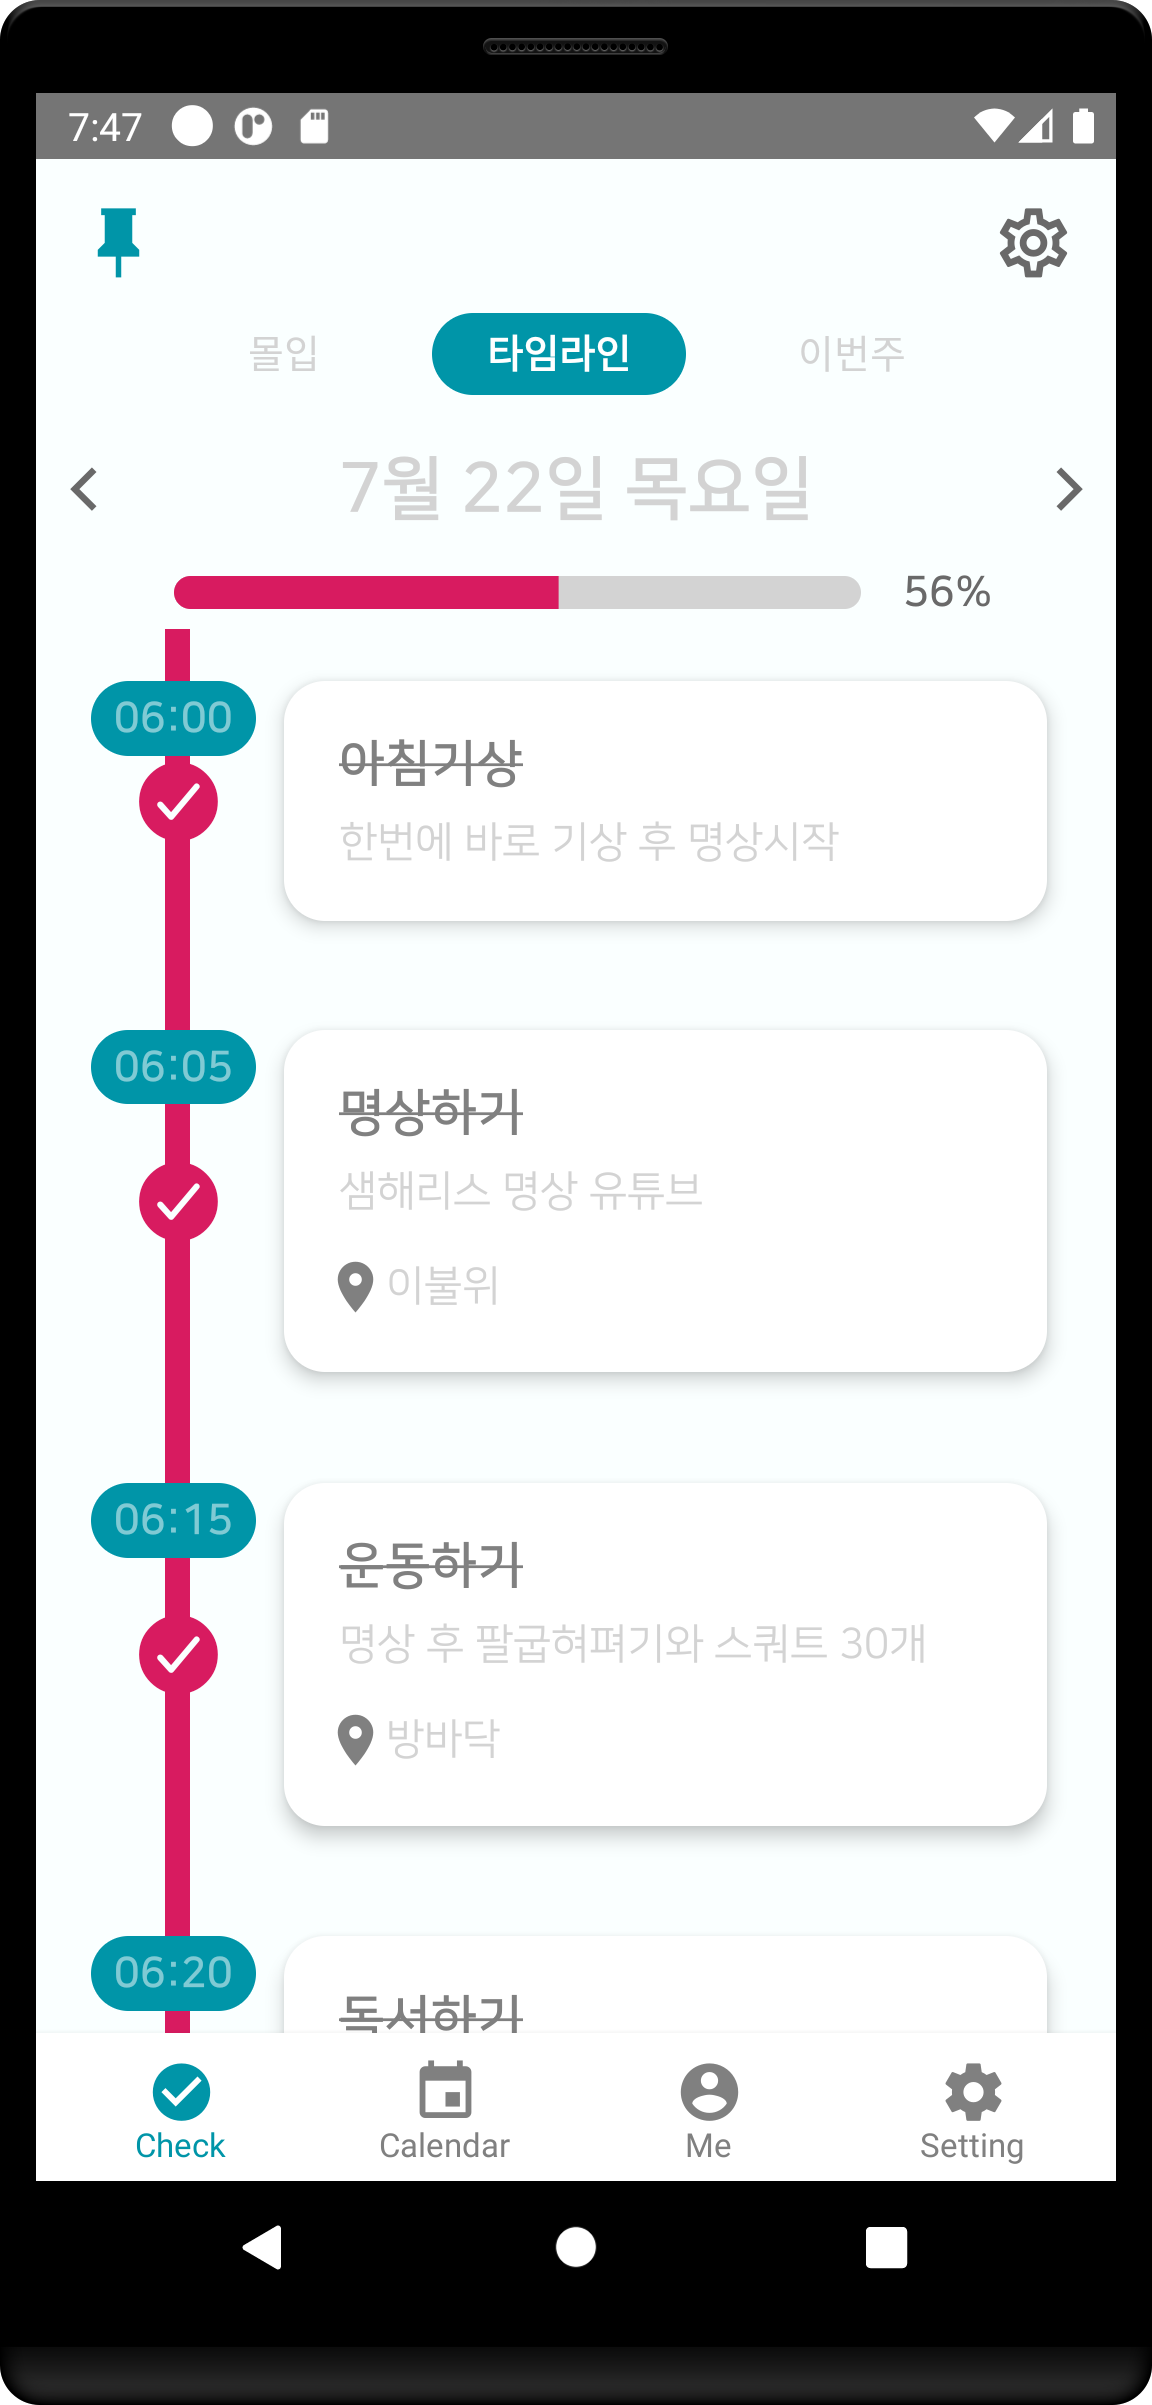 7:47
몰입 타임라인 이번주
7월 22일 목요일
56%
06:00
아침기상
한번에 바로 기상 후 명상시작
06:05
명상하기
샘해리스 명상 유튜브
이불위
06:15
운동하기
명상 후 팔굽혀펴기와 스쿼트 30개
방바닥
06:20
독서하기
Check Calendar Me Setting